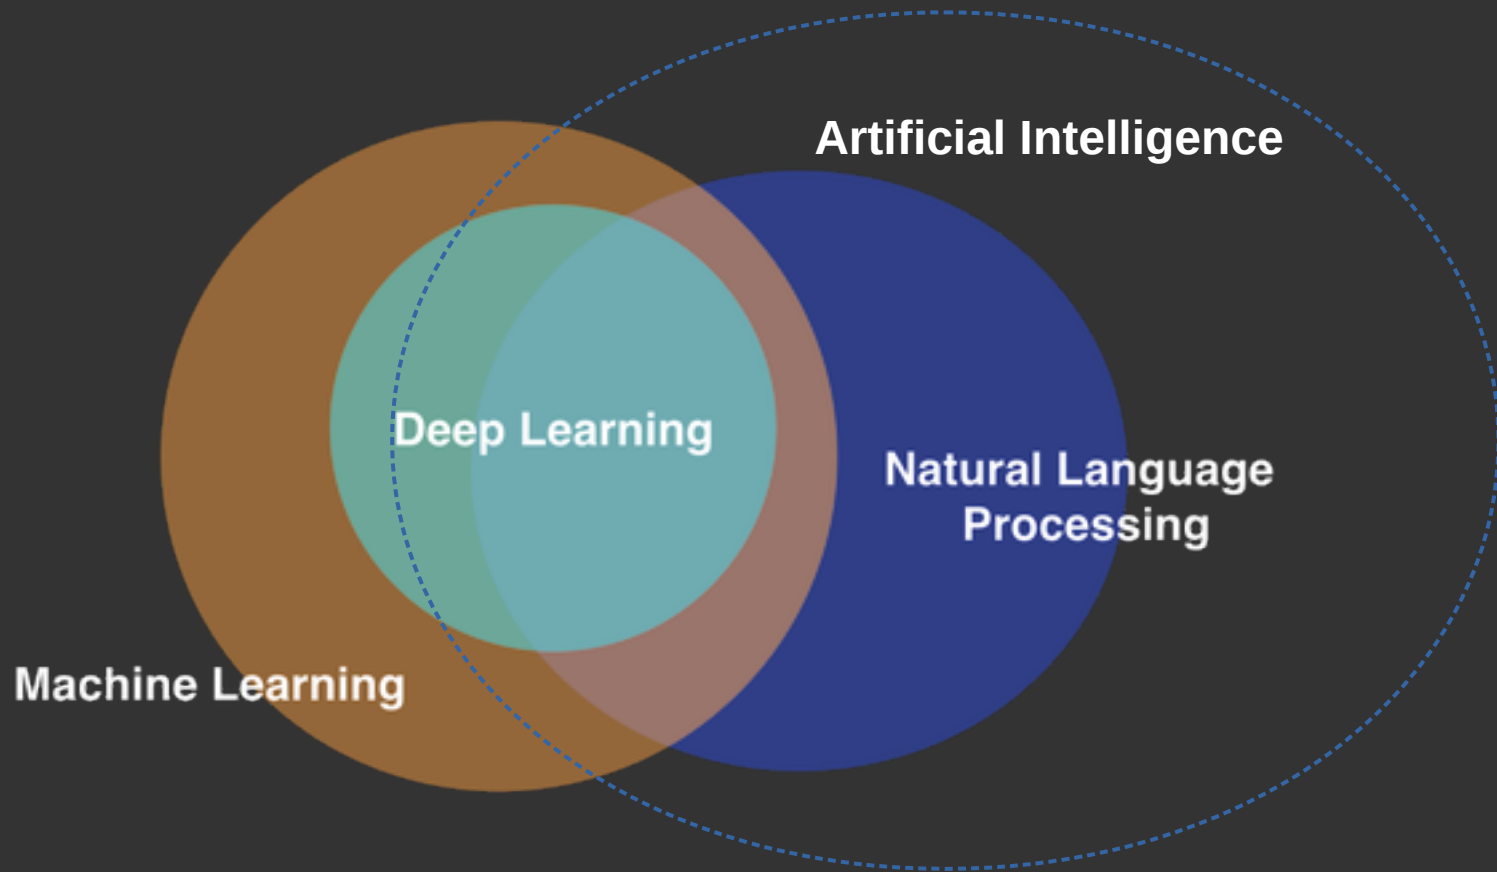 Artificial Intelligence
Deep Learning
Natural Language
Processing
Machine Learning